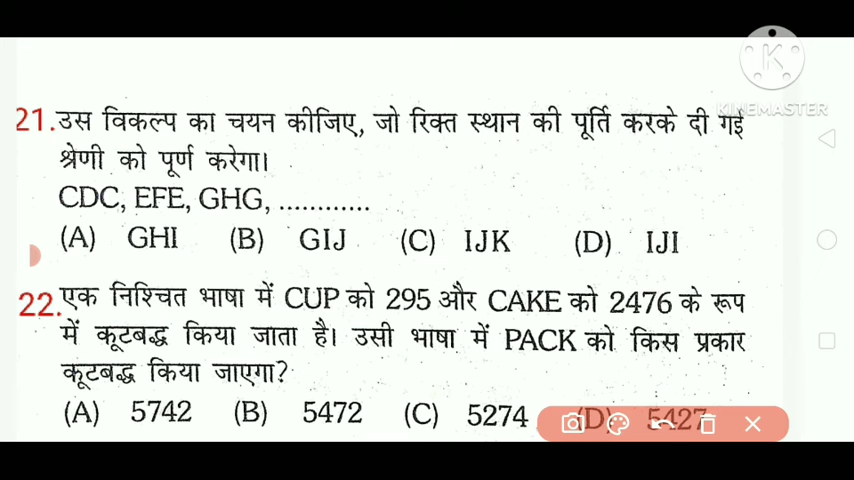 KINEMASTER
21. उस विकल्प का चयन कीजिए, जो रिक्त स्थान की पूर्ति करके दी गई
श्रेणी को पूर्ण करेगा।
CDC, EFE, GHG, ............
(A) GHI (B) GIJ (C) IJK (D) IJI
22. एक निश्चित भाषा में CUP को 295 और CAKE को 2476 के रूप
में कूटबद्ध किया जाता है। उसी भाषा में PACK को किस प्रकार
कूटबद्ध किया जाएगा?
(A) 5742 (B) 5472 (C) 5274 (D) 5427